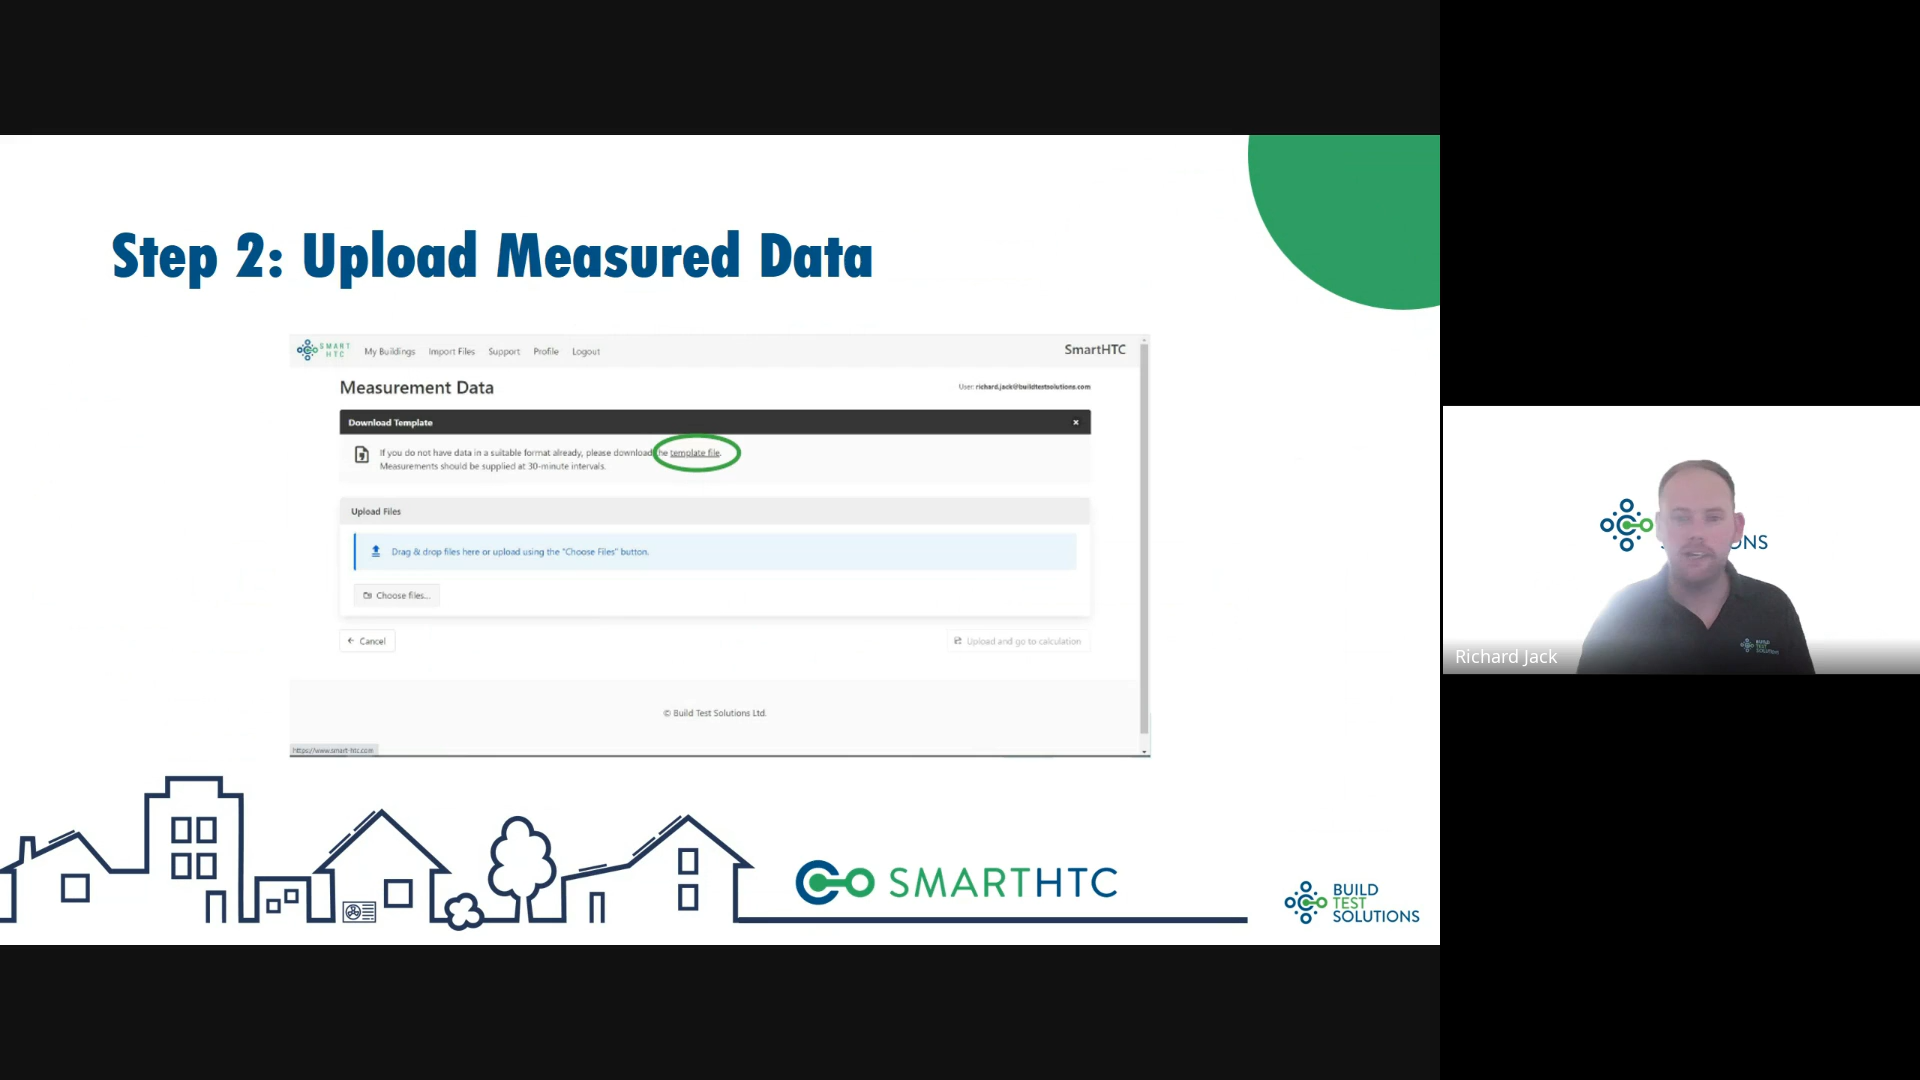 Step 2: Upload Measured Data
SMART
HTC
My Buildings Import Files Support Profile Logout
SmartHTC
Measurement Data
User: richard.jack@buildtestsolutions.com
Download Template
If you do not have data in a suitable format already, please download the template file.
Measurements should be supplied at 30-minute intervals.
Upload Files
Drag & drop files here or upload using the "Choose Files" button.
Choose files...
Cancel
Upload and go to calculation
© Build Test Solutions Ltd.
https://www.smart-htc.com
SMARTHTC
BUILD
TEST
SOLUTIONS
Richard Jack
BUILD
TEST
SOLUTIONS